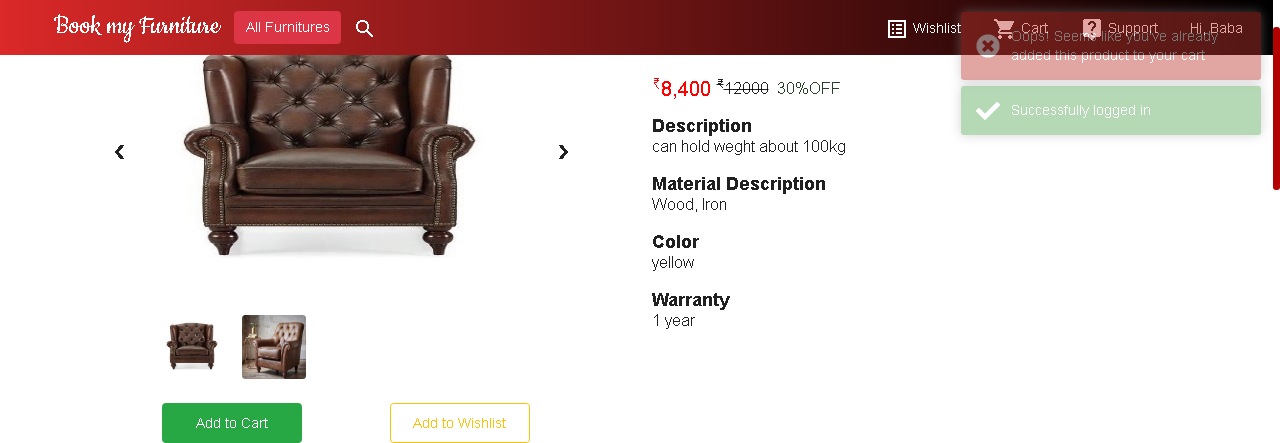 Book my Furniture
All Furnitures
Wishlist
Cart
Support
Hi, Baba
Oops! Seems like you've already
added this product to your cart
Successfully logged in
₹8,400 ₹12000 30%OFF
Description
can hold weght about 100kg
Material Description
Wood, Iron
Color
yellow
Warranty
1 year
Add to Cart
Add to Wishlist